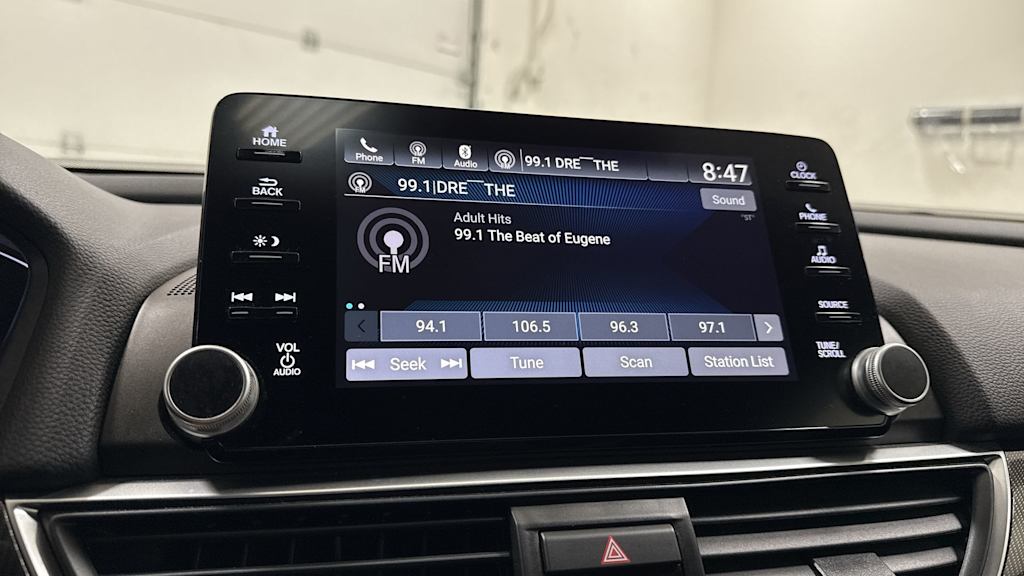 HOME
BACK
VOL
AUDIO
Phone
FM
Audio
99.1 DRE THE
8:47
99.1|DRE THE
Sound
"ST"
Adult Hits
99.1 The Beat of Eugene
FM
94.1
106.5
96.3
97.1
Seek
Tune
Scan
Station List
CLOCK
PHONE
AUDIO
SOURCE
TUNE/
SCROLL